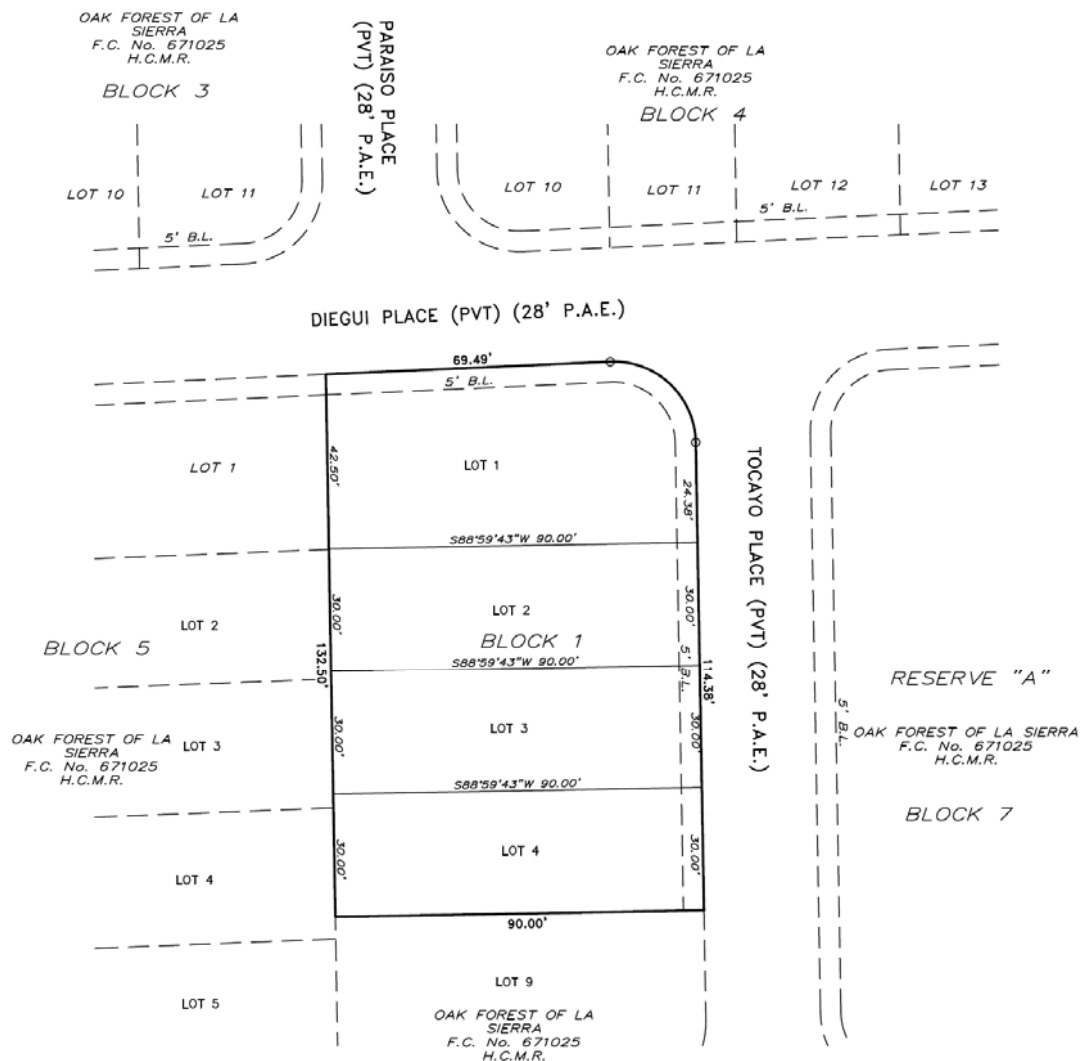 OAK FOREST OF LA
SIERRA
F.C. No. 671025
H.C.M.R.
BLOCK 3
PARAISO PLACE
(PVT) (28' P.A.E.)
OAK FOREST OF LA
SIERRA
F.C. No. 671025
H.C.M.R.
BLOCK 4
LOT 10
LOT 11
LOT 10
LOT 11
LOT 12
LOT 13
5' B.L.
5' B.L.
DIEGUI PLACE (PVT) (28' P.A.E.)
69.49'
5' B.L.
LOT 1
42.50'
LOT 1
24.38'
TOCAYO PLACE (PVT) (28' P.A.E.)
S88°59'43"W 90.00'
LOT 2
30.00'
LOT 2
30.00'
BLOCK 5
132.50'
BLOCK 1
S88°59'43"W 90.00'
5' B.L.
114.38'
RESERVE "A"
5' B.L.
OAK FOREST OF LA SIERRA
F.C. No. 671025
H.C.M.R.
BLOCK 7
OAK FOREST OF LA
SIERRA
F.C. No. 671025
H.C.M.R.
LOT 3
30.00'
LOT 3
30.00'
S88°59'43"W 90.00'
LOT 4
30.00'
LOT 4
30.00'
90.00'
LOT 5
LOT 9
OAK FOREST OF LA
SIERRA
F.C. No. 671025
H.C.M.R.